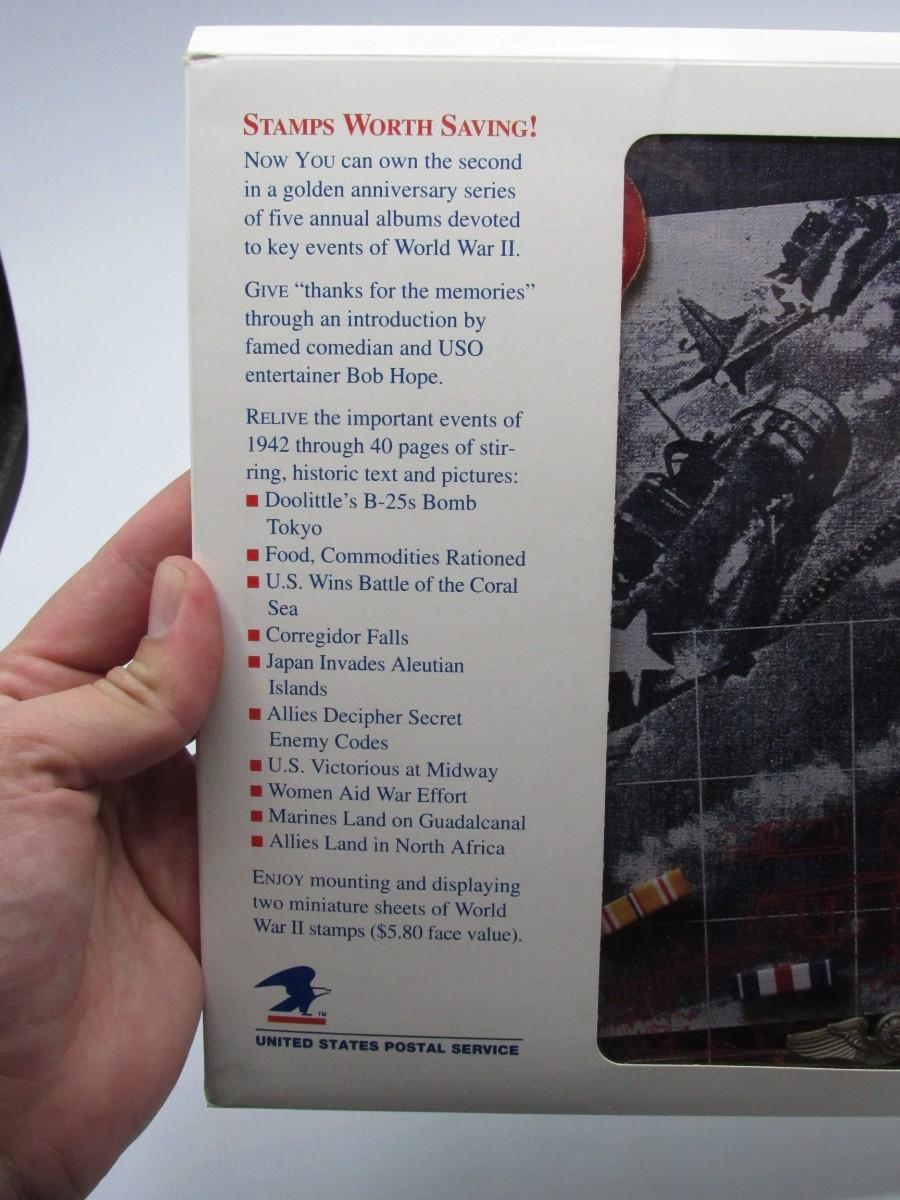 STAMPS WORTH SAVING!
NOW YOU can own the second
in a golden anniversary series
of five annual albums devoted
to key events of World War II.
GIVE “thanks for the memories”
through an introduction by
famed comedian and USO
entertainer Bob Hope.
RELIVE the important events of
1942 through 40 pages of stir-
ring, historic text and pictures:
■ Doolittle’s B-25s Bomb
Tokyo
■ Food, Commodities Rationed
■ U.S. Wins Battle of the Coral
Sea
■ Corregidor Falls
■ Japan Invades Aleutian
Islands
■ Allies Decipher Secret
Enemy Codes
■ U.S. Victorious at Midway
■ Women Aid War Effort
■ Marines Land on Guadalcanal
■ Allies Land in North Africa
ENJOY mounting and displaying
two miniature sheets of World
War II stamps ($5.80 face value).
TM
UNITED STATES POSTAL SERVICE